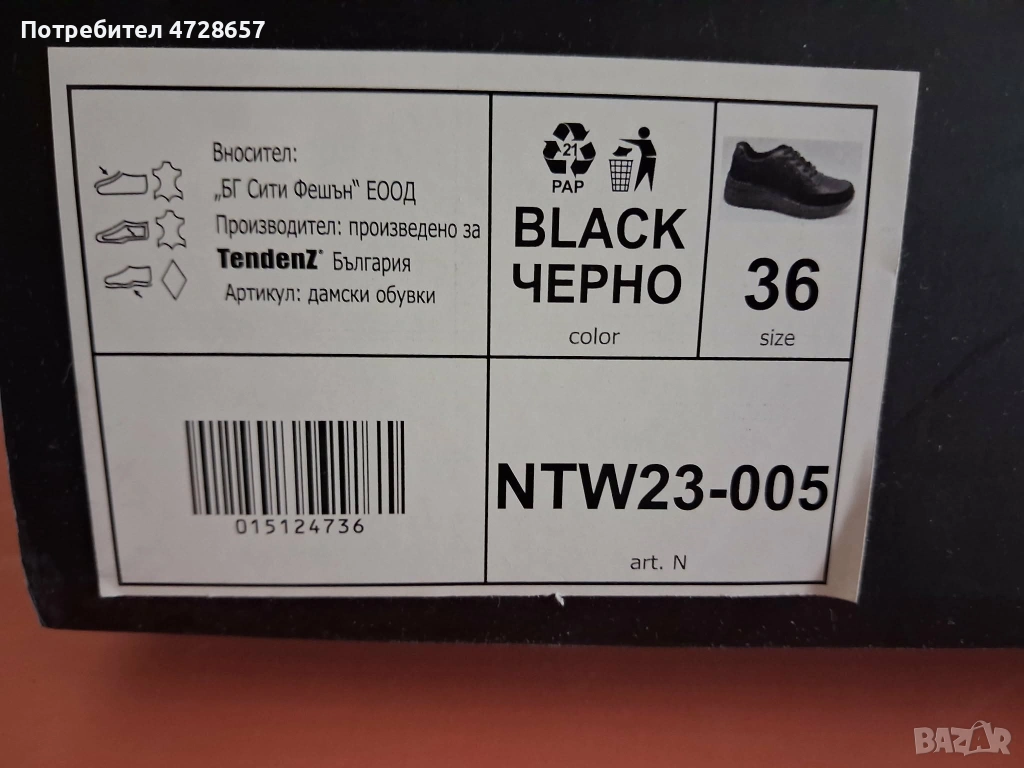 Потребител 4728657
Вносител:
„БГ Сити Фешън“ ЕООД
Производител: произведено за
TendenZ® България
Артикул: дамски обувки
21
PAP
BLACK
ЧЕРНО
color
36
size
015124736
NTW23-005
art. N
BAZAR